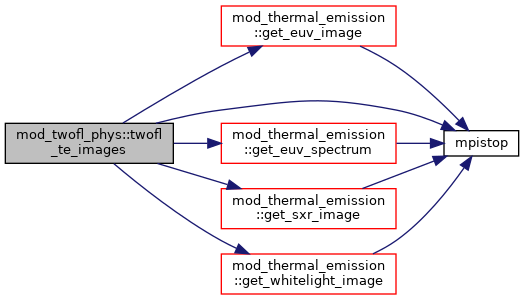 mod_thermal_emission
::get_euv_image
mod_twofl_phys::twofl
_te_images
mod_thermal_emission
::get_euv_spectrum
mpistop
mod_thermal_emission
::get_sxr_image
mod_thermal_emission
::get_whitelight_image